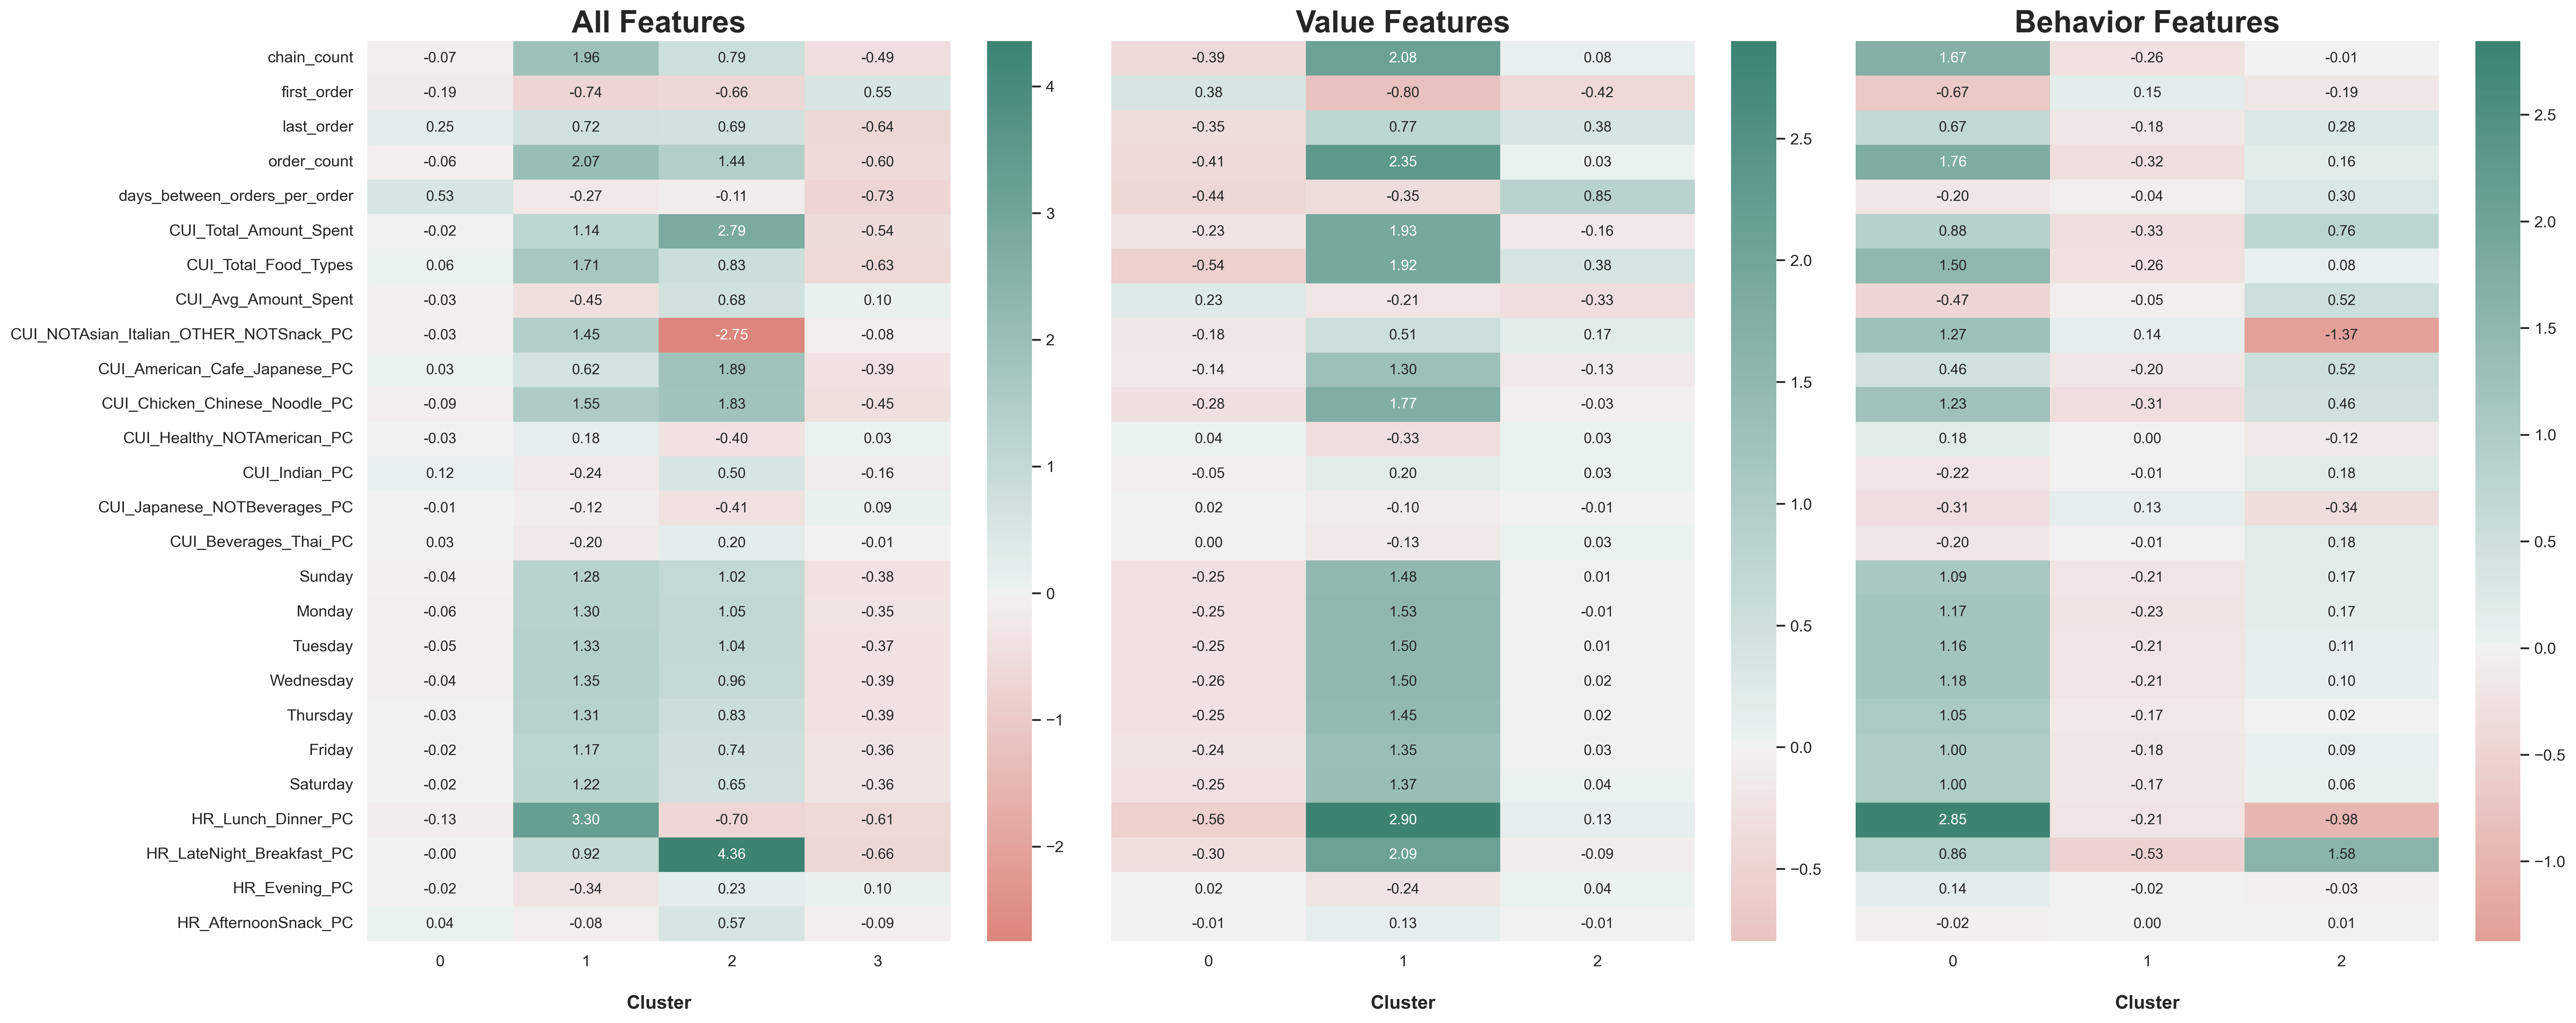 All Features Value Features Behavior Features
chain_count -0.07 1.96 0.79 -0.49 -0.39 2.08 0.08 1.67 -0.26 -0.01
first_order -0.19 -0.74 -0.66 0.55 0.38 -0.80 -0.42 -0.67 0.15 -0.19
4 2.5
last_order 0.25 0.72 0.69 -0.64 -0.35 0.77 0.38 0.67 -0.18 0.28
2.5
order_count -0.06 2.07 1.44 -0.60 -0.41 2.35 0.03 1.76 -0.32 0.16
days_between_orders_per_order 0.53 -0.27 -0.11 -0.73 -0.44 -0.35 0.85 -0.20 -0.04 0.30
3 2.0
CUI_Total_Amount_Spent -0.02 1.14 2.79 -0.54 -0.23 1.93 -0.16 0.88 -0.33 0.76
2.0
CUI_Total_Food_Types 0.06 1.71 0.83 -0.63 -0.54 1.92 0.38 1.50 -0.26 0.08
CUI_Avg_Amount_Spent -0.03 -0.45 0.68 0.10 0.23 -0.21 -0.33 -0.47 -0.05 0.52
1.5
CUI_NOTAsian_Italian_OTHER_NOTSnack_PC -0.03 1.45 -2.75 -0.08 -0.18 0.51 0.17 1.27 0.14 -1.37
2
CUI_American_Cafe_Japanese_PC 0.03 0.62 1.89 -0.39 -0.14 1.30 -0.13 0.46 -0.20 0.52
1.5
CUI_Chicken_Chinese_Noodle_PC -0.09 1.55 1.83 -0.45 -0.28 1.77 -0.03 1.23 -0.31 0.46
1.0
CUI_Healthy_NOTAmerican_PC -0.03 0.18 -0.40 0.03 0.04 -0.33 0.03 0.18 0.00 -0.12
1
CUI_Indian_PC 0.12 -0.24 0.50 -0.16 -0.05 0.20 0.03 -0.22 -0.01 0.18
1.0
CUI_Japanese_NOTBeverages_PC -0.01 -0.12 -0.41 0.09 0.02 -0.10 -0.01 -0.31 0.13 -0.34
CUI_Beverages_Thai_PC 0.03 -0.20 0.20 -0.01 0.00 -0.13 0.03 -0.20 -0.01 0.18
0.5
Sunday -0.04 1.28 1.02 -0.38 -0.25 1.48 0.01 1.09 -0.21 0.17
0
Monday -0.06 1.30 1.05 -0.35 -0.25 1.53 -0.01 1.17 -0.23 0.17
0.5
Tuesday -0.05 1.33 1.04 -0.37 -0.25 1.50 0.01 1.16 -0.21 0.11
0.0
Wednesday -0.04 1.35 0.96 -0.39 -0.26 1.50 0.02 1.18 -0.21 0.10
Thursday -0.03 1.31 0.83 -0.39 -0.25 1.45 0.02 1.05 -0.17 0.02
−1
Friday -0.02 1.17 0.74 -0.36 -0.24 1.35 0.03 1.00 -0.18 0.09
0.0 −0.5
Saturday -0.02 1.22 0.65 -0.36 -0.25 1.37 0.04 1.00 -0.17 0.06
HR_Lunch_Dinner_PC -0.13 3.30 -0.70 -0.61 -0.56 2.90 0.13 2.85 -0.21 -0.98
−2
HR_LateNight_Breakfast_PC -0.00 0.92 4.36 -0.66 -0.30 2.09 -0.09 0.86 -0.53 1.58
−0.5 −1.0
HR_Evening_PC -0.02 -0.34 0.23 0.10 0.02 -0.24 0.04 0.14 -0.02 -0.03
HR_AfternoonSnack_PC 0.04 -0.08 0.57 -0.09 -0.01 0.13 -0.01 -0.02 0.00 0.01
0 1 2 3 0 1 2 0 1 2
Cluster Cluster Cluster